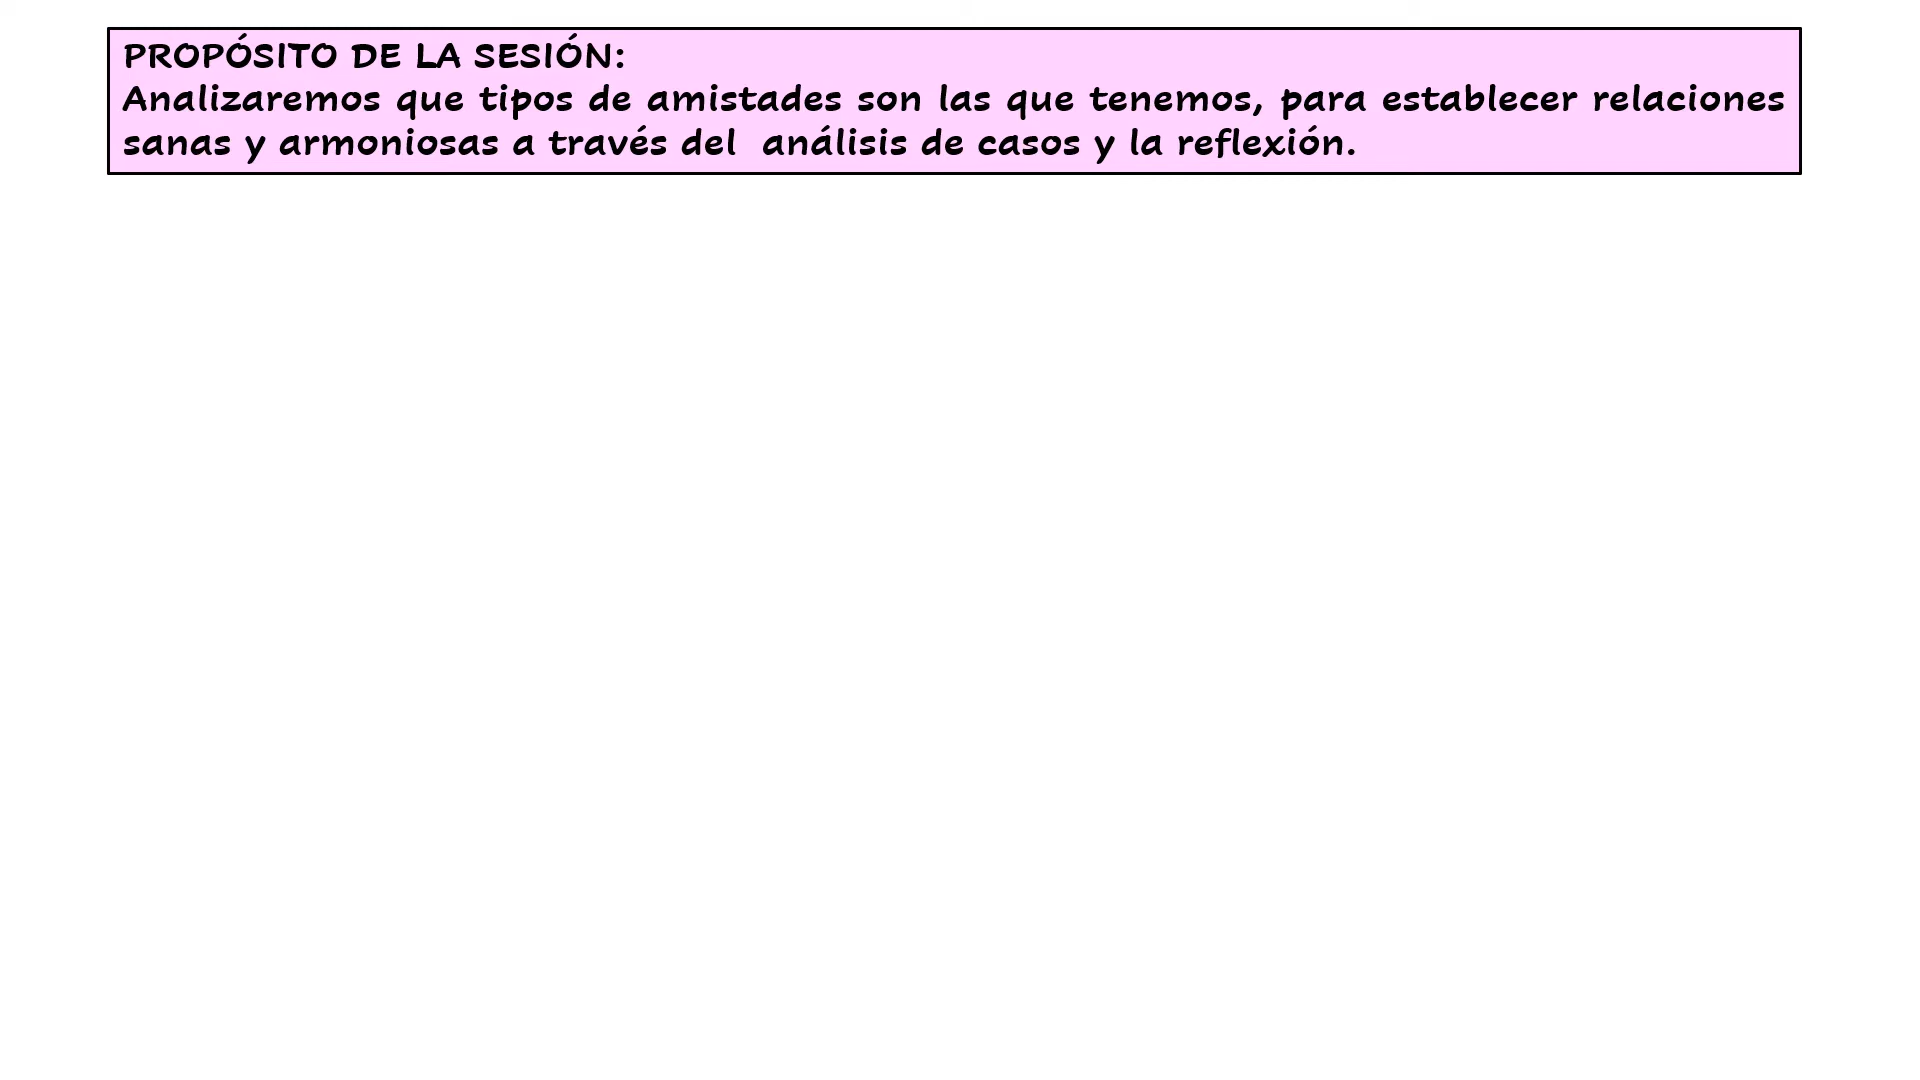 PROPÓSITO DE LA SESIÓN:
Analizaremos que tipos de amistades son las que tenemos, para establecer relaciones
sanas y armoniosas a través del  análisis de casos y la reflexión.